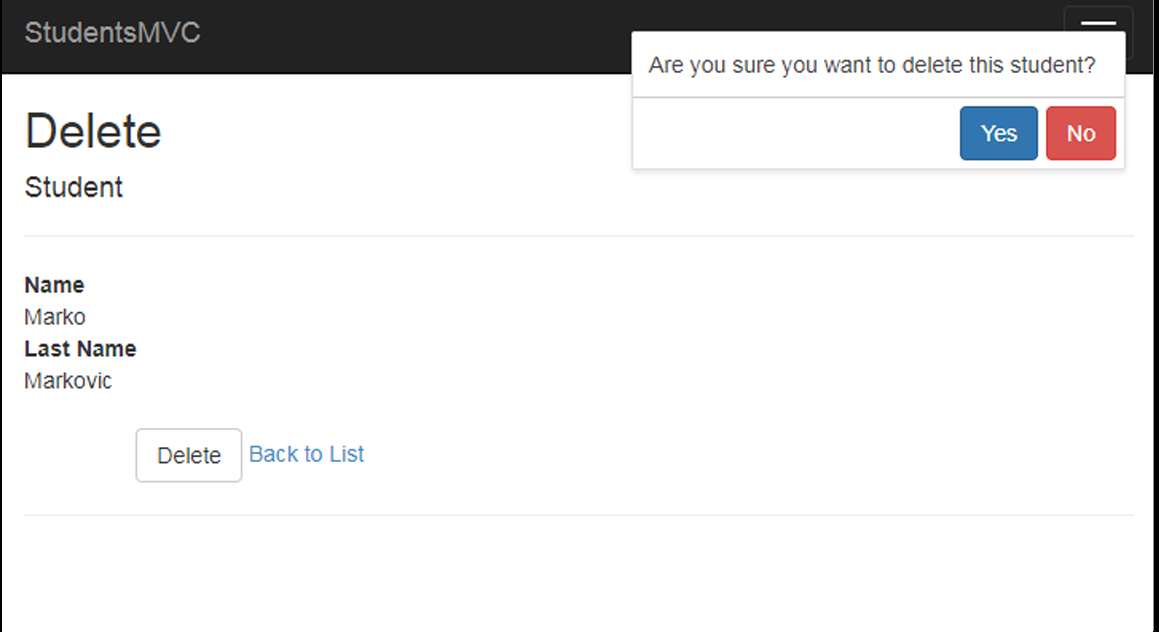 StudentsMVC
Are you sure you want to delete this student?
Yes No
Delete
Student
Name
Marko
Last Name
Markovic
Delete Back to List